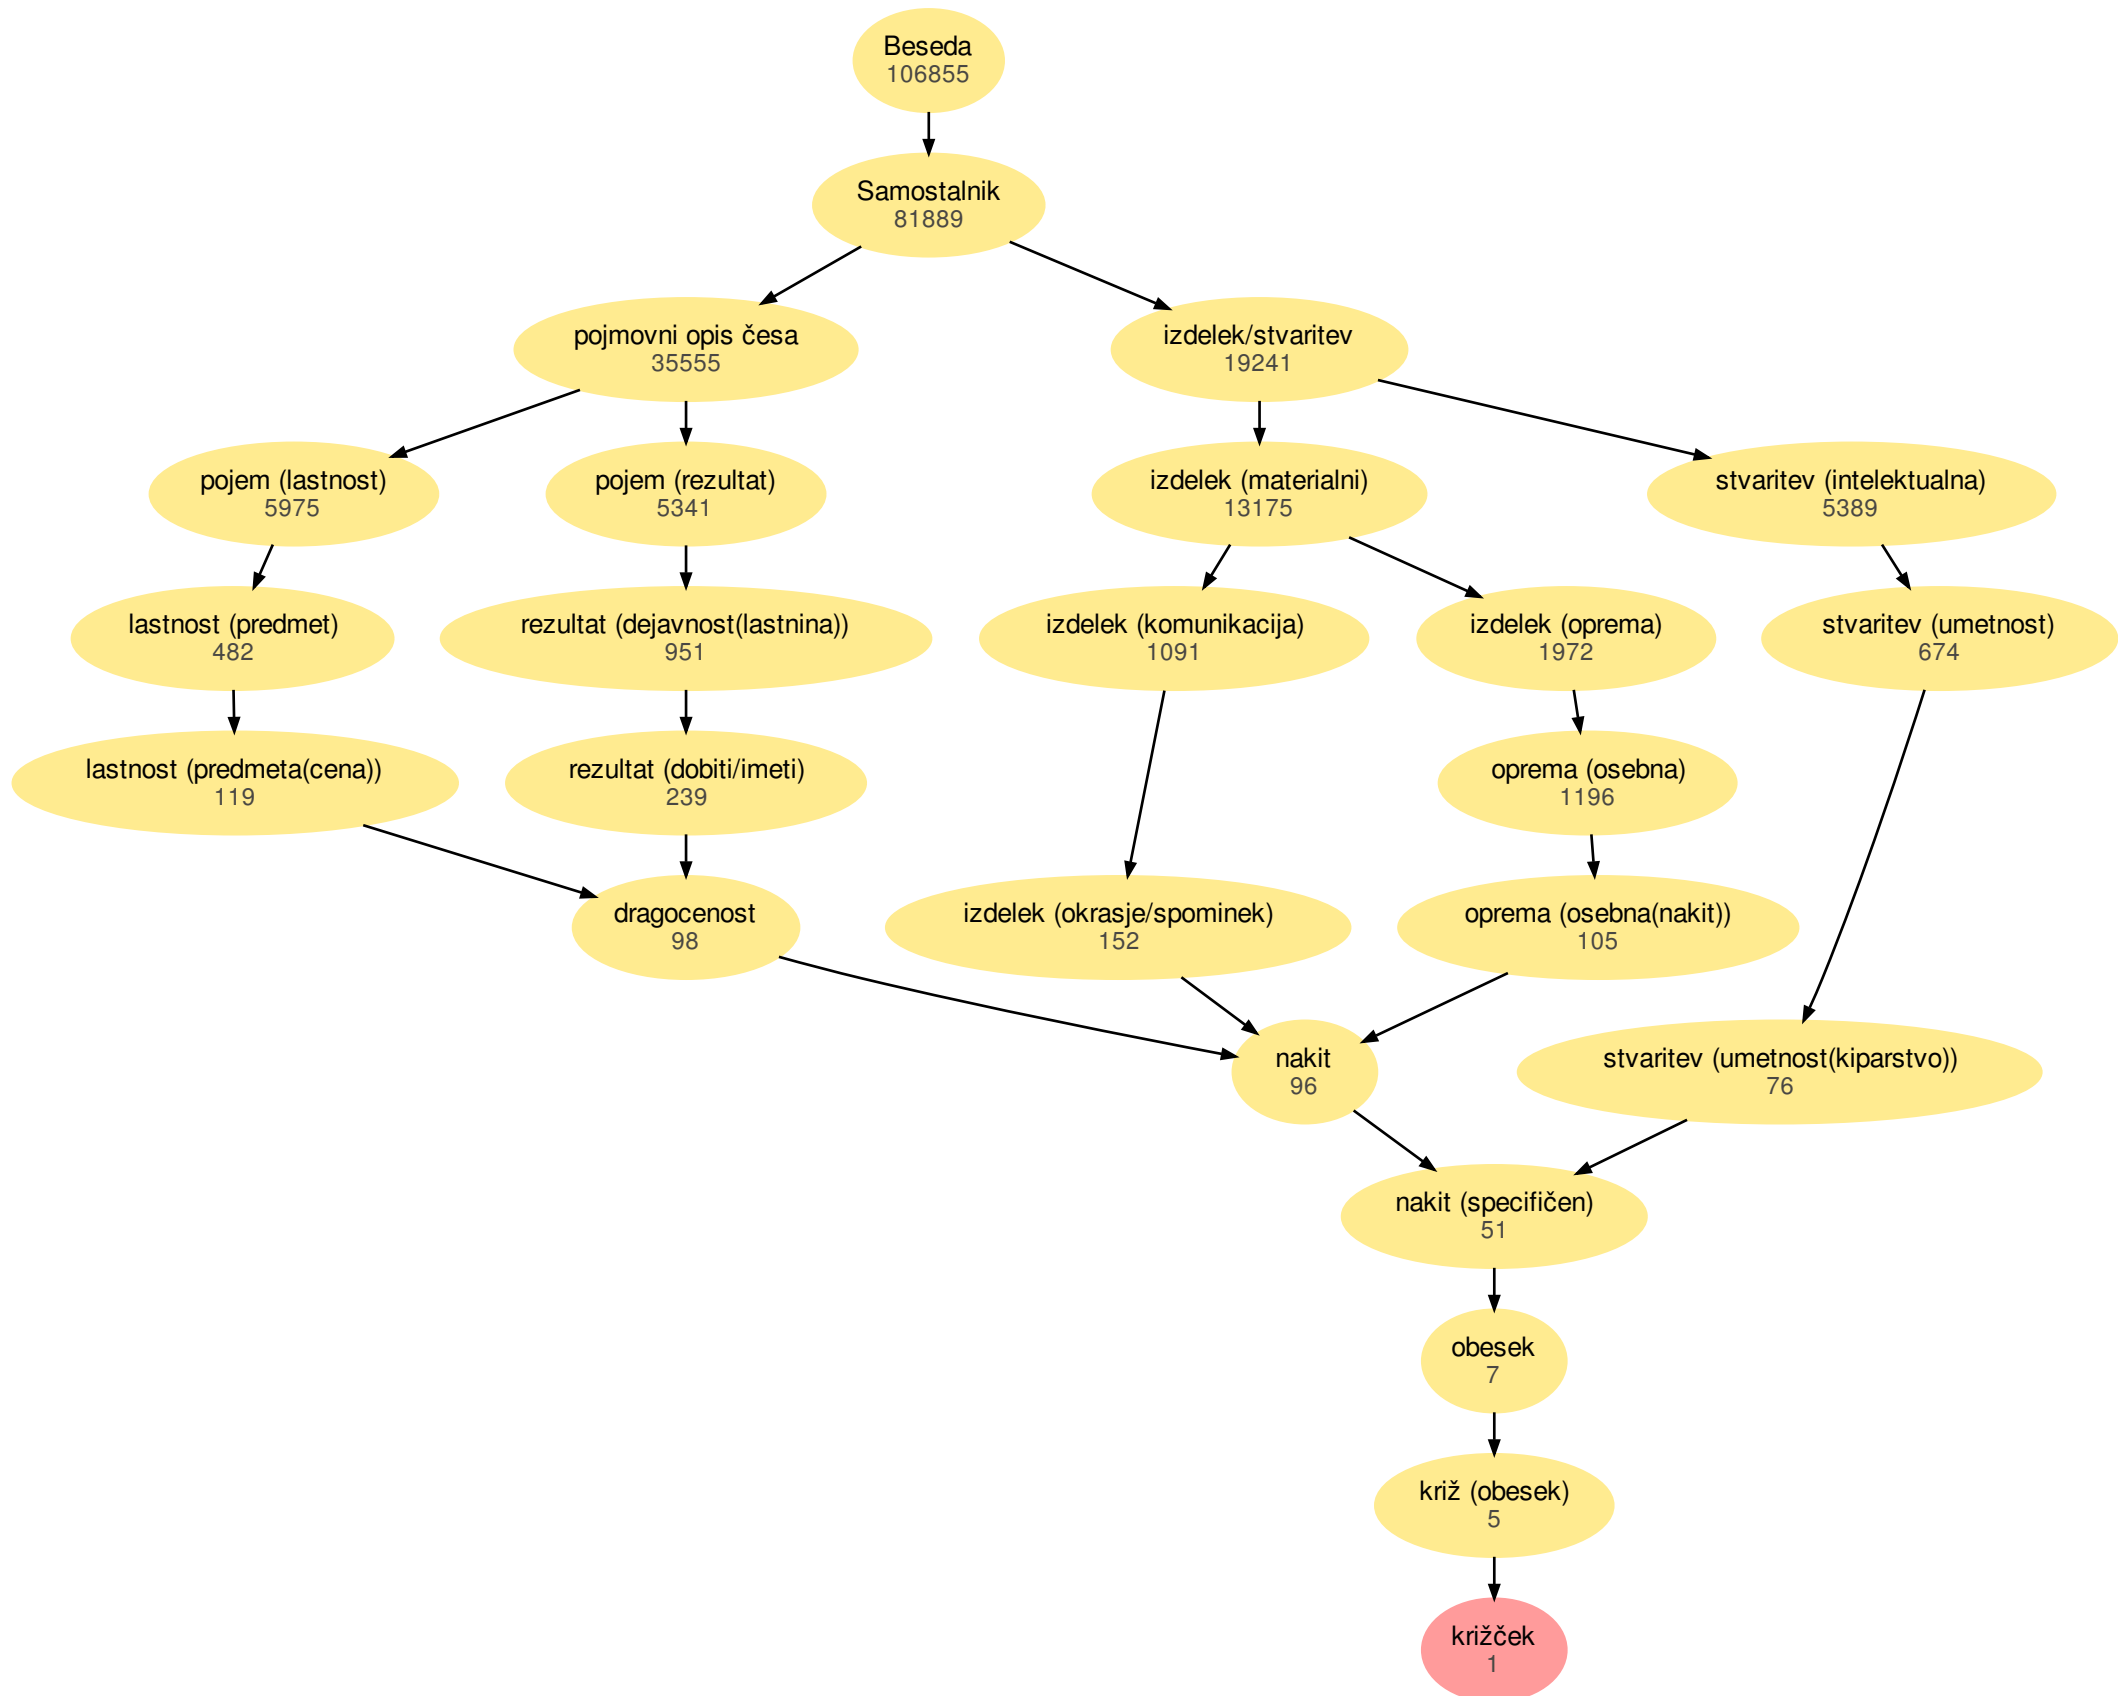 Beseda
106855
Samostalnik
81889
pojmovni opis česa
35555
izdelek/stvaritev
19241
pojem (lastnost)
5975
pojem (rezultat)
5341
izdelek (materialni)
13175
stvaritev (intelektualna)
5389
lastnost (predmet)
482
rezultat (dejavnost(lastnina))
951
izdelek (komunikacija)
1091
izdelek (oprema)
1972
stvaritev (umetnost)
674
lastnost (predmeta(cena))
119
rezultat (dobiti/imeti)
239
oprema (osebna)
1196
dragocenost
98
izdelek (okrasje/spominek)
152
oprema (osebna(nakit))
105
nakit
96
stvaritev (umetnost(kiparstvo))
76
nakit (specifičen)
51
obesek
7
križ (obesek)
5
križček
1